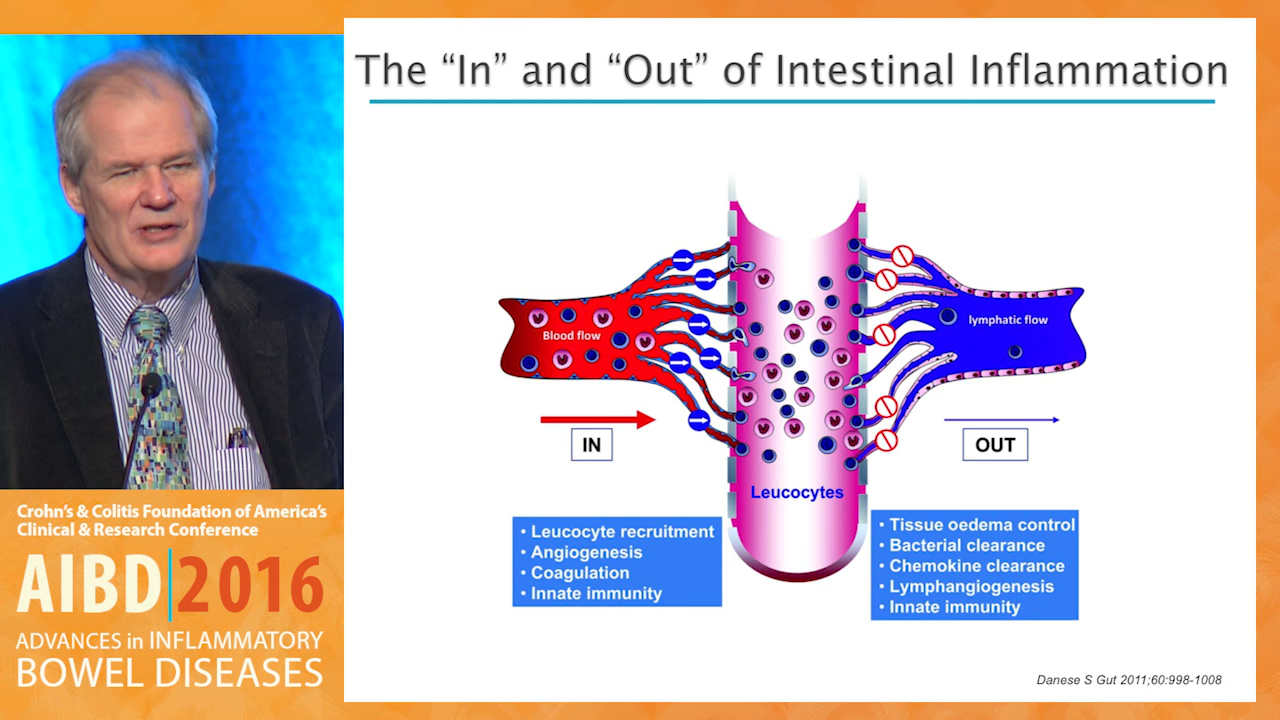 The “In” and “Out” of Intestinal Inflammation
Blood flow
lymphatic flow
IN
OUT
Leucocytes
• Leucocyte recruitment
• Angiogenesis
• Coagulation
• Innate immunity
• Tissue oedema control
• Bacterial clearance
• Chemokine clearance
• Lymphangiogenesis
• Innate immunity
Danese S Gut 2011;60:998-1008
Crohn’s & Colitis Foundation of America’s
Clinical & Research Conference
AIBD|2016
ADVANCES in INFLAMMATORY
BOWEL DISEASES